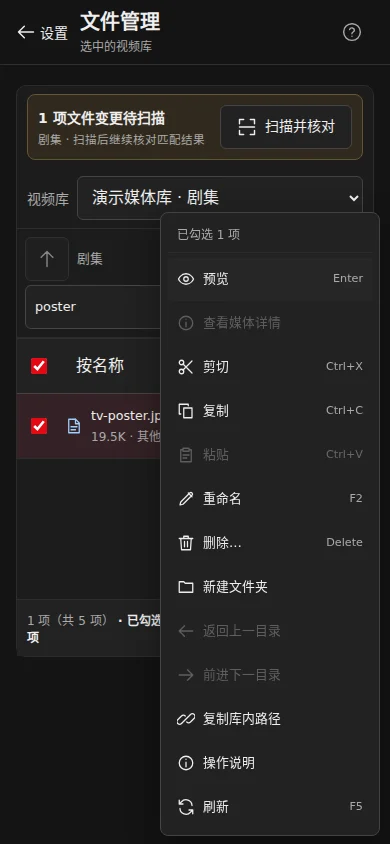 设置
文件管理
选中的视频库
1 项文件变更待扫描
剧集 · 扫描后继续核对匹配结果
扫描并核对
视频库
演示媒体库 · 剧集
剧集
poster
按名称
tv-poster.jp
19.5K · 其他
1 项（共 5 项） · 已勾选
项
已勾选 1 项
预览 Enter
查看媒体详情
剪切 Ctrl+X
复制 Ctrl+C
粘贴 Ctrl+V
重命名 F2
删除… Delete
新建文件夹
返回上一目录
前进下一目录
复制库内路径
操作说明
刷新 F5